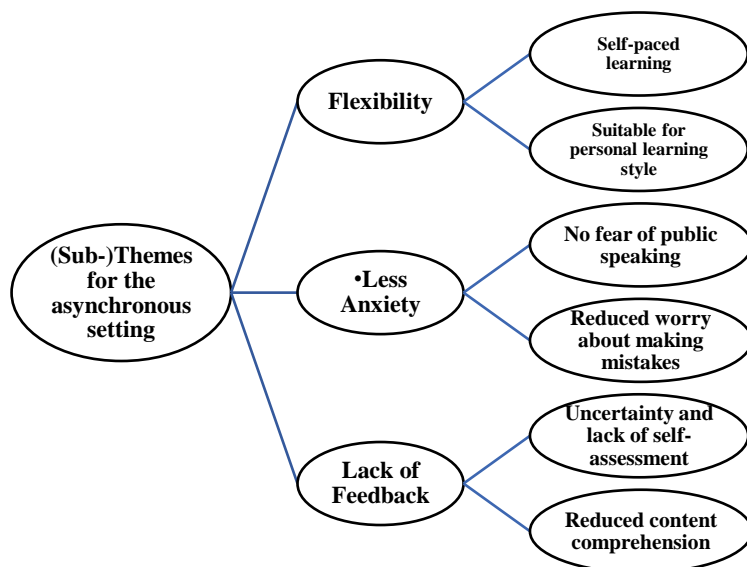 (Sub-)Themes
for the
asynchronous
setting
Flexibility
Self-paced
learning
Suitable for
personal learning
style
•Less
Anxiety
No fear of public
speaking
Reduced worry
about making
mistakes
Lack of
Feedback
Uncertainty and
lack of self-
assessment
Reduced content
comprehension